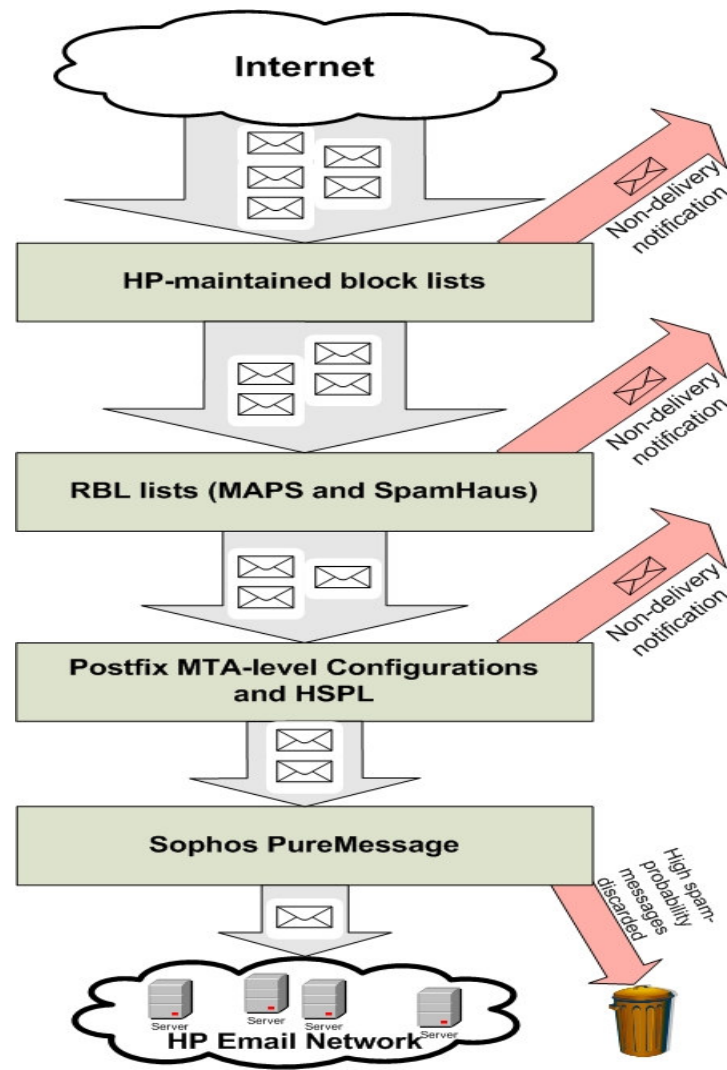 Internet
Non-delivery
notification
HP-maintained block lists
Non-delivery
notification
RBL lists (MAPS and SpamHaus)
Non-delivery
notification
Postfix MTA-level Configurations
and HSPL
Sophos PureMessage
High spam-
probability
messages
discarded
Server
Server
Server
Server
HP Email Network